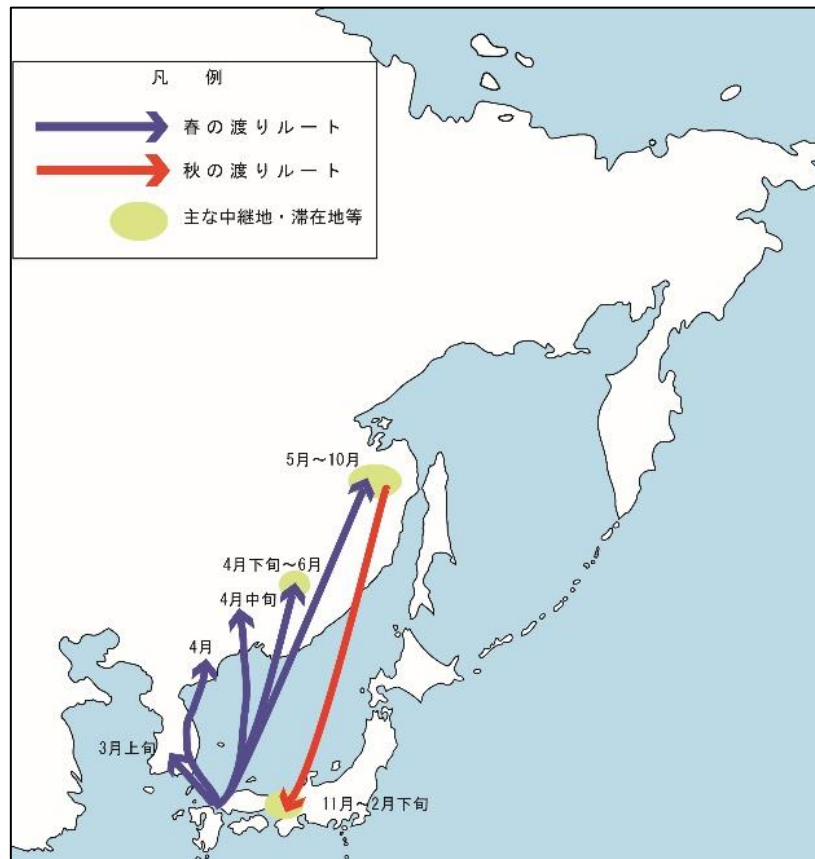 凡 例
春の渡りルート
秋の渡りルート
主な中継地・滞在地等
5月～10月
4月下旬～6月
4月中旬
4月
3月上旬
11月～2月下旬